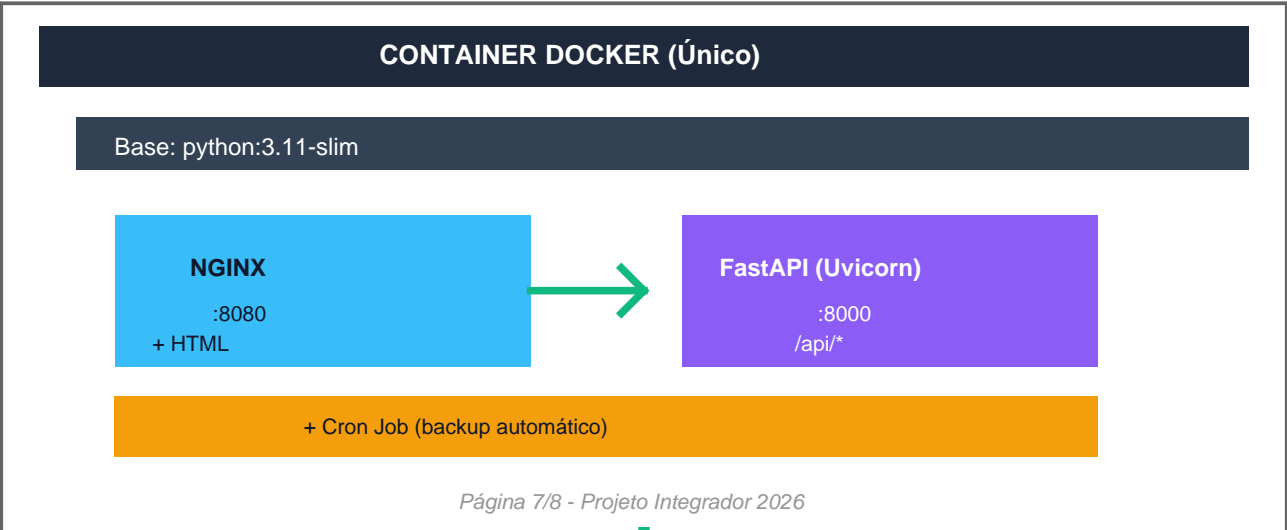 CONTAINER DOCKER (Único)
Base: python:3.11-slim
NGINX
:8080
+ HTML
FastAPI (Uvicorn)
:8000
/api/*
+ Cron Job (backup automático)
Página 7/8 - Projeto Integrador 2026